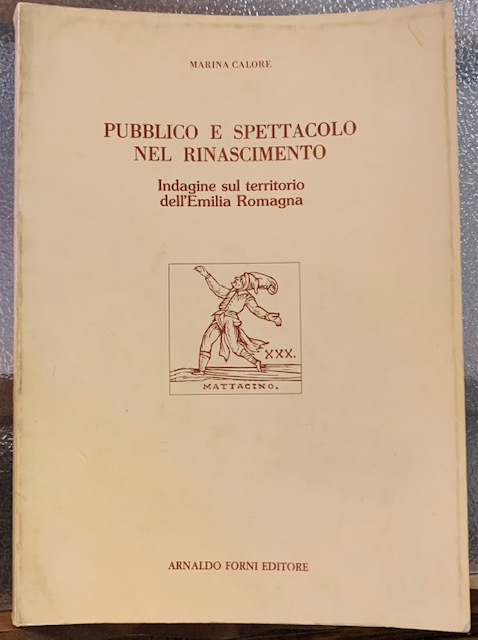 MARINA CALORE
PUBBLICO E SPETTACOLO
NEL RINASCIMENTO
Indagine sul territorio
dell'Emilia Romagna
XXX.
MATTACINO.
ARNALDO FORNI EDITORE